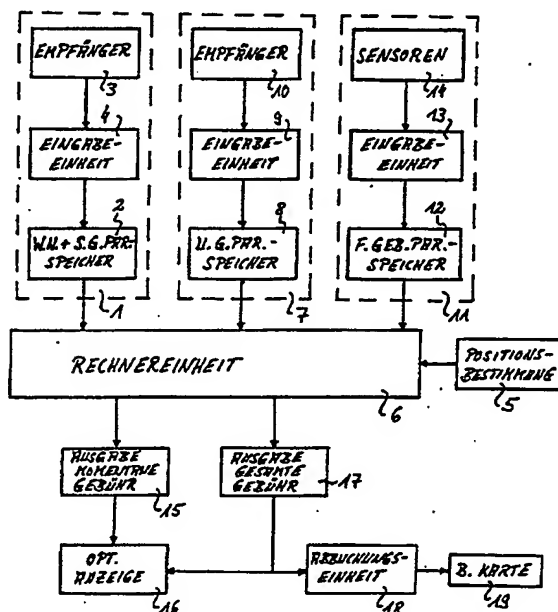 EMPFÄNGER
3
EMPFÄNGER
10
SENSOREN
14
4
EINGABE-
EINHEIT
9
EINGABE-
EINHEIT
13
EINGABE-
EINHEIT
2
W.N.+S.G.PAR.-
SPEICHER
1
8
U.G.PAR.-
SPEICHER
7
12
F.GEB.PAR.-
SPEICHER
11
RECHNEREINHEIT
6
POSITIONS-
BESTIMMUNG
5
AUSGABE
MOMENTANE
GEBÜHR
15
AUSGABE
GESAMTE
GEBÜHR
17
OPT.
ANZEIGE
16
ABBUCHUNGS-
EINHEIT
18
B. KARTE
19